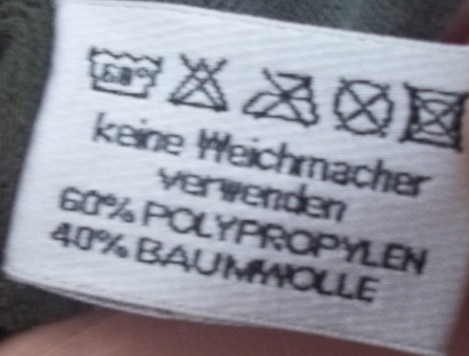 60°
keine Weichmacher
verwenden
60% POLYPROPYLEN
40% BAUMWOLLE